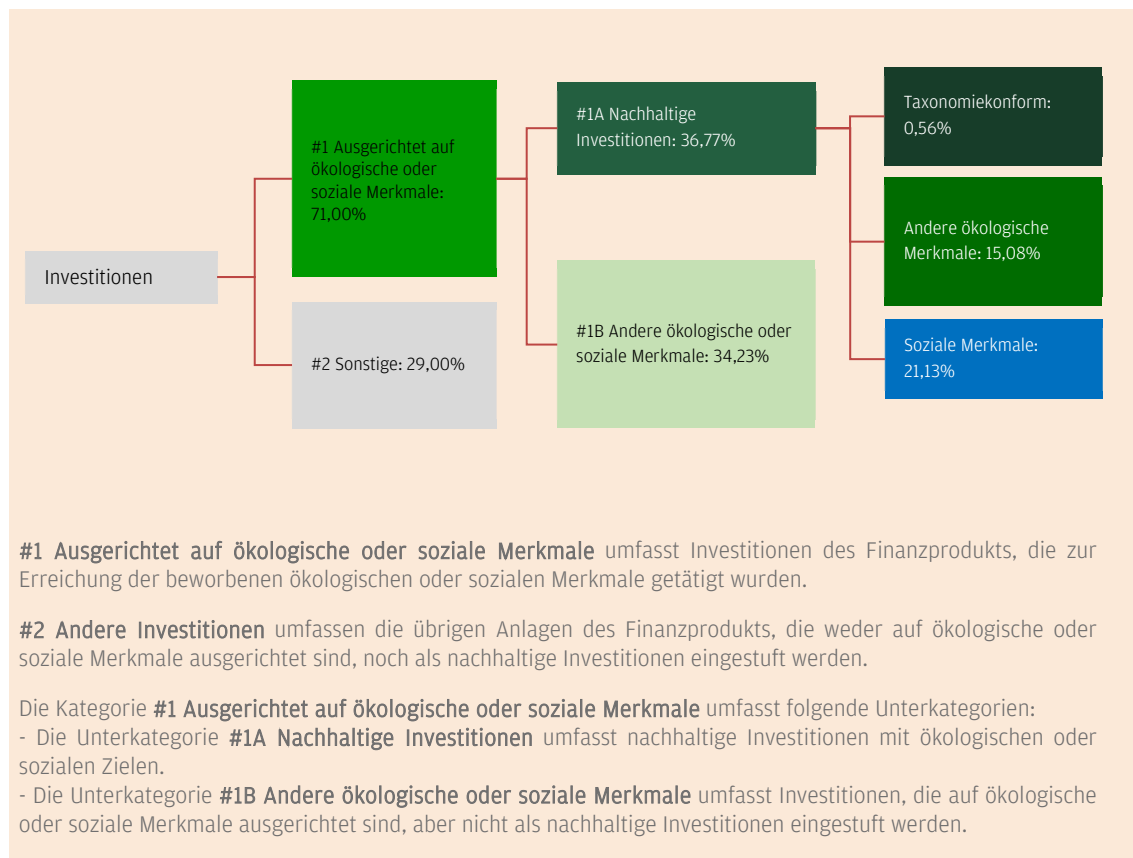 Investitionen
#1 Ausgerichtet auf
ökologische oder
soziale Merkmale:
71,00%
#2 Sonstige: 29,00%
#1A Nachhaltige
Investitionen: 36,77%
#1B Andere ökologische oder
soziale Merkmale: 34,23%
Taxonomiekonform:
0,56%
Andere ökologische
Merkmale: 15,08%
Soziale Merkmale:
21,13%
#1 Ausgerichtet auf ökologische oder soziale Merkmale umfasst Investitionen des Finanzprodukts, die zur
Erreichung der beworbenen ökologischen oder sozialen Merkmale getätigt wurden.
#2 Andere Investitionen umfassen die übrigen Anlagen des Finanzprodukts, die weder auf ökologische oder
soziale Merkmale ausgerichtet sind, noch als nachhaltige Investitionen eingestuft werden.
Die Kategorie #1 Ausgerichtet auf ökologische oder soziale Merkmale umfasst folgende Unterkategorien:
- Die Unterkategorie #1A Nachhaltige Investitionen umfasst nachhaltige Investitionen mit ökologischen oder
sozialen Zielen.
- Die Unterkategorie #1B Andere ökologische oder soziale Merkmale umfasst Investitionen, die auf ökologische
oder soziale Merkmale ausgerichtet sind, aber nicht als nachhaltige Investitionen eingestuft werden.